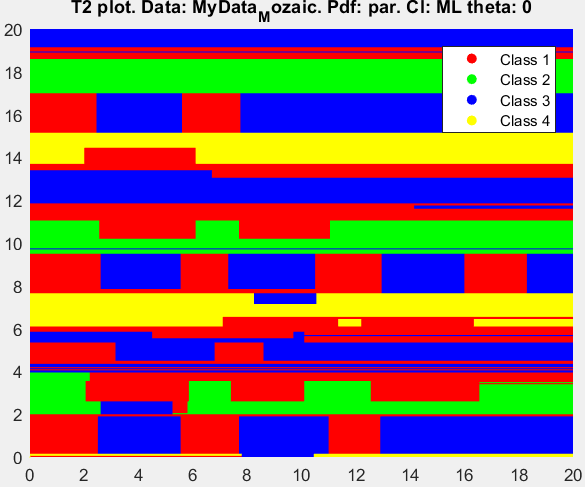 T2 plot. Data: MyData_Mozaic. Pdf: par. Cl: ML theta: 0
20
18
16
14
12
10
8
6
4
2
0
Class 1
Class 2
Class 3
Class 4
0 2 4 6 8 10 12 14 16 18 20